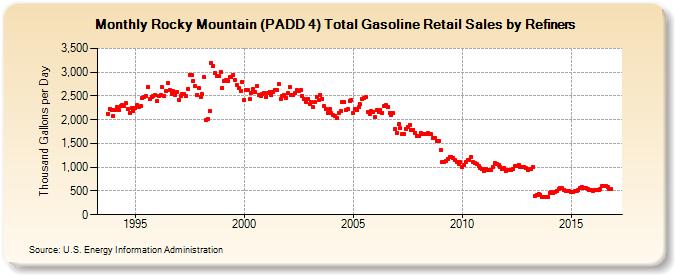 Monthly Rocky Mountain (PADD 4) Total Gasoline Retail Sales by Refiners
Thousand Gallons per Day
3,500
3,000
2,500
2,000
1,500
1,000
500
0
1995 2000 2005 2010 2015
Source: U.S. Energy Information Administration